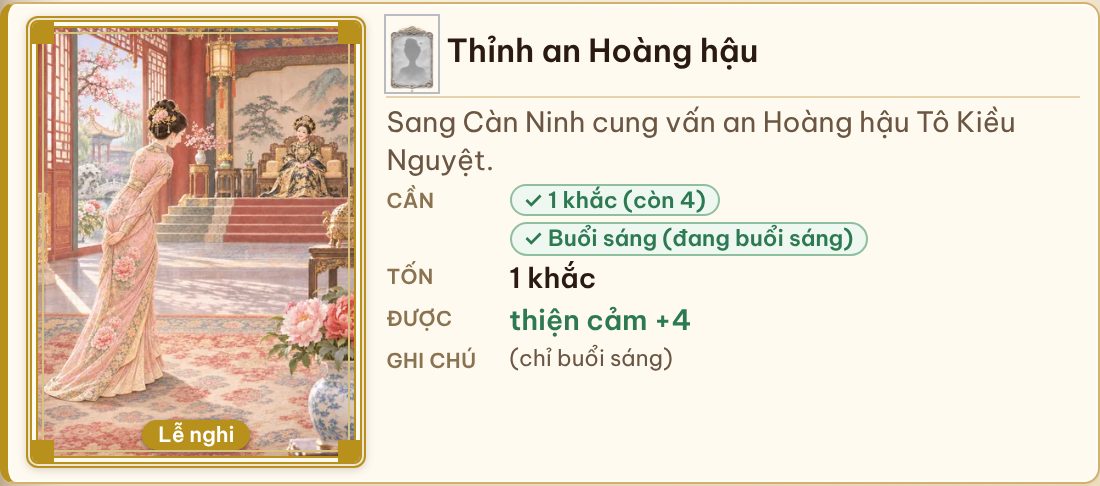 Thỉnh an Hoàng hậu
Sang Càn Ninh cung vấn an Hoàng hậu Tô Kiều
Nguyệt.
CẦN
✓ 1 khắc (còn 4)
✓ Buổi sáng (đang buổi sáng)
TỐN
1 khắc
ĐƯỢC
thiện cảm +4
GHI CHÚ
(chỉ buổi sáng)
Lễ nghi